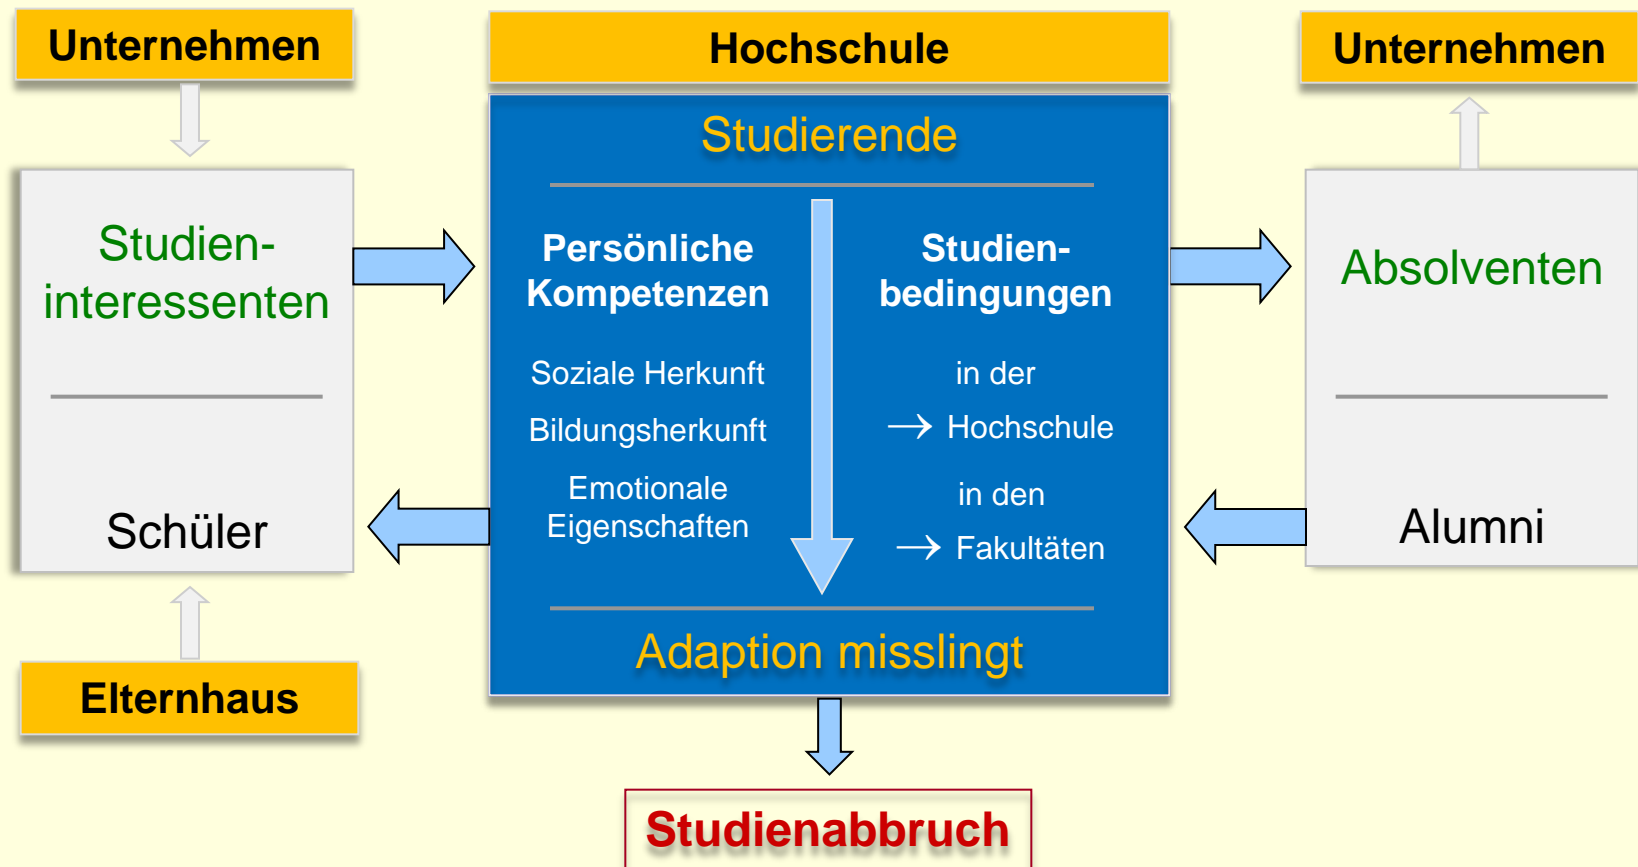 Unternehmen
Hochschule
Unternehmen
Studierende
Studien-
interessenten
Schüler
Elternhaus
Persönliche
Kompetenzen
Soziale Herkunft
Bildungsherkunft
Emotionale
Eigenschaften
Studien-
bedingungen
in der
→ Hochschule
in den
→ Fakultäten
Adaption misslingt
Absolventen
Alumni
Studienabbruch